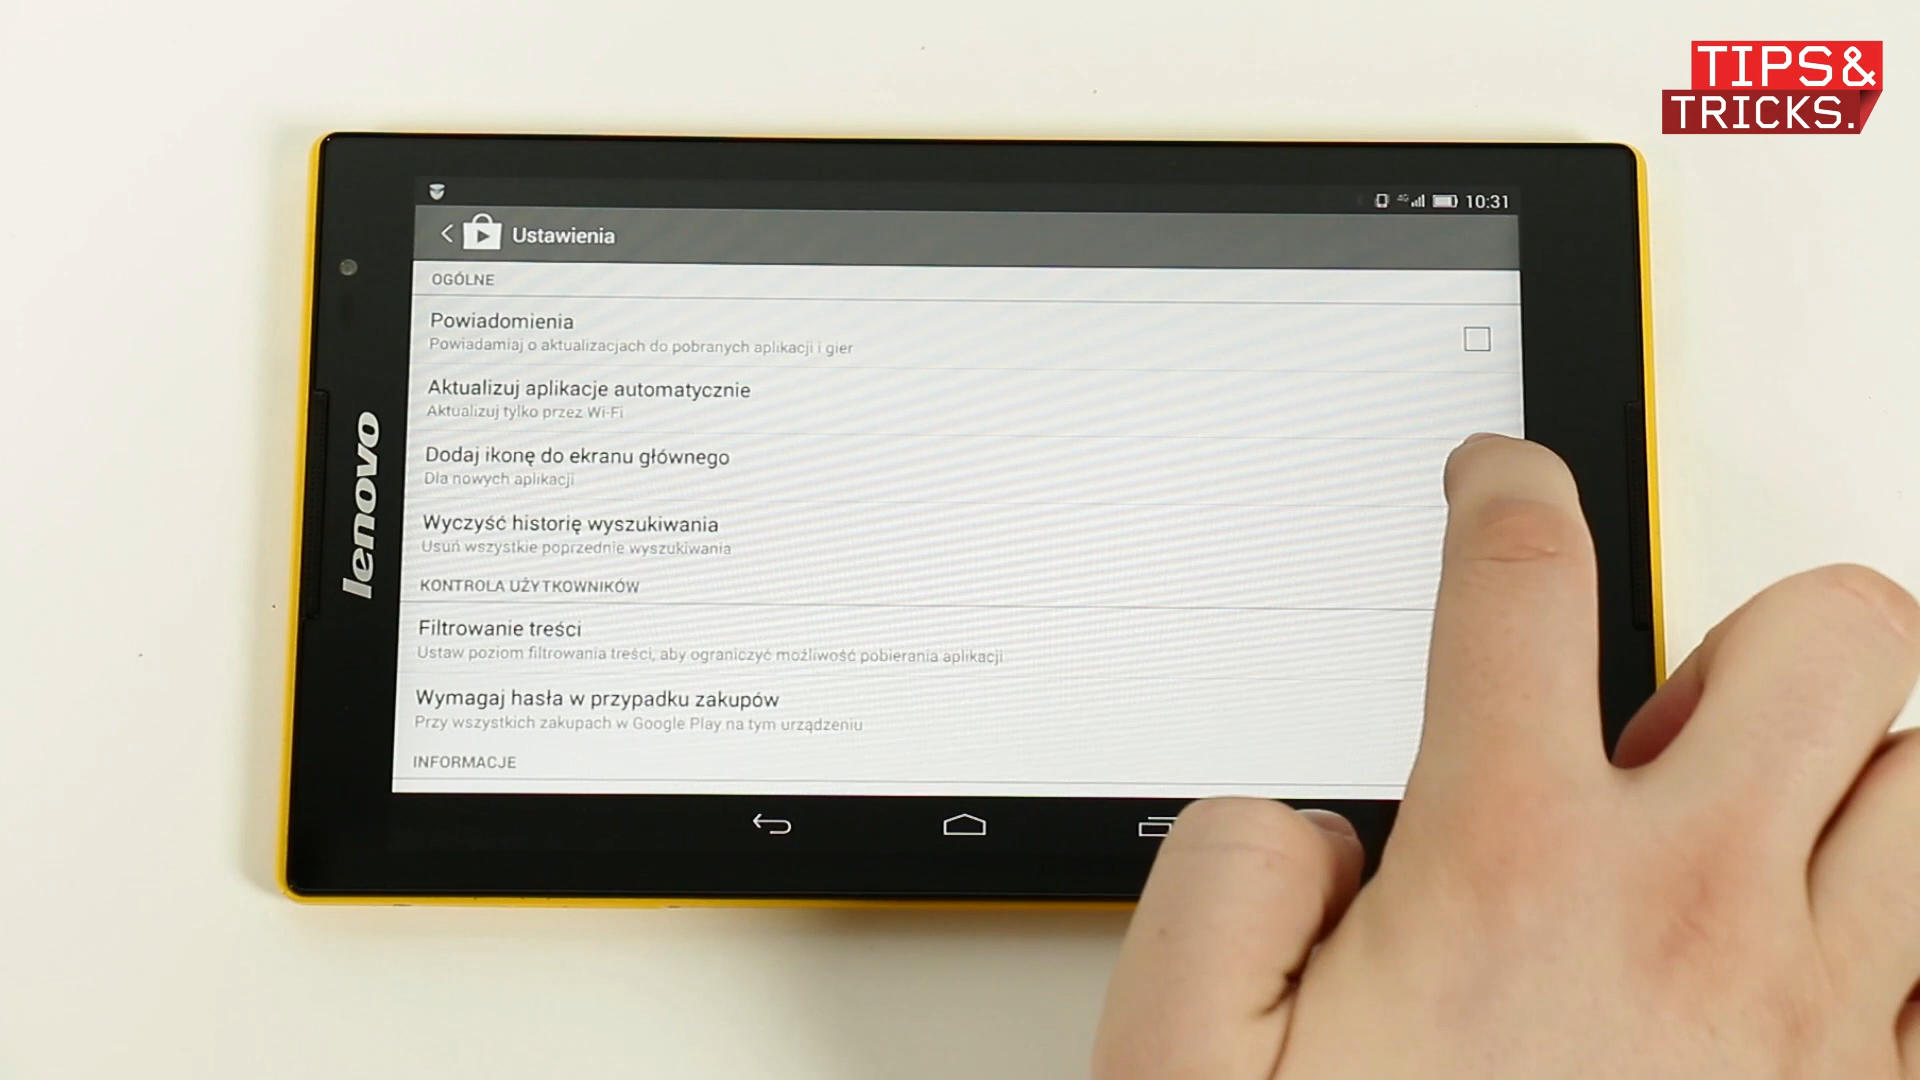 TIPS&
TRICKS.
10:31
Ustawienia
OGÓLNE
Powiadomienia
Powiadamiaj o aktualizacjach do pobranych aplikacji i gier
Aktualizuj aplikacje automatycznie
Aktualizuj tylko przez Wi-Fi
Dodaj ikonę do ekranu głównego
Dla nowych aplikacji
Wyczyść historię wyszukiwania
Usuń wszystkie poprzednie wyszukiwania
KONTROLA UŻYTKOWNIKÓW
Filtrowanie treści
Ustaw poziom filtrowania treści, aby ograniczyć możliwość pobierania aplikacji
Wymagaj hasła w przypadku zakupów
Przy wszystkich zakupach w Google Play na tym urządzeniu
INFORMACJE
lenovo